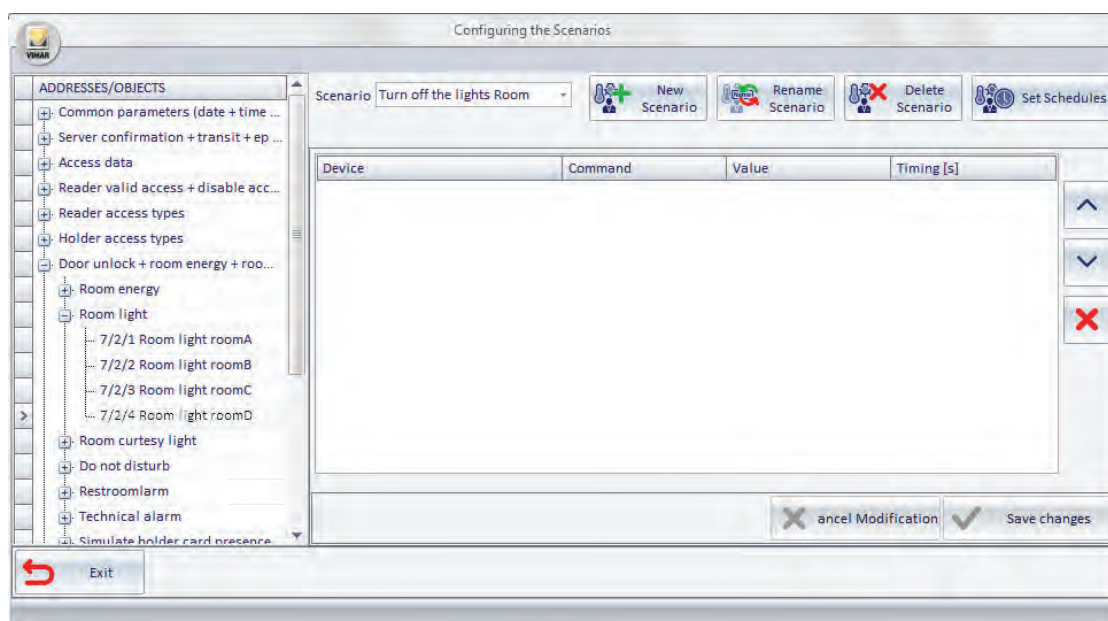 Configuring the Scenarios
VIMAR
ADDRESSES/OBJECTS
Common parameters (date + time ...
Server confirmation + transit + ep ...
Access data
Reader valid access + disable acc...
Reader access types
Holder access types
Door unlock + room energy + roo...
Room energy
Room light
7/2/1 Room light roomA
7/2/2 Room light roomB
7/2/3 Room light roomC
7/2/4 Room light roomD
Room curtesy light
Do not disturb
Restroomlarm
Technical alarm
Simulate holder card presence
Scenario Turn off the lights Room
New
Scenario
Rename
Scenario
Delete
Scenario
Set Schedules
Device Command Value Timing [s]
ancel Modification
Save changes
Exit